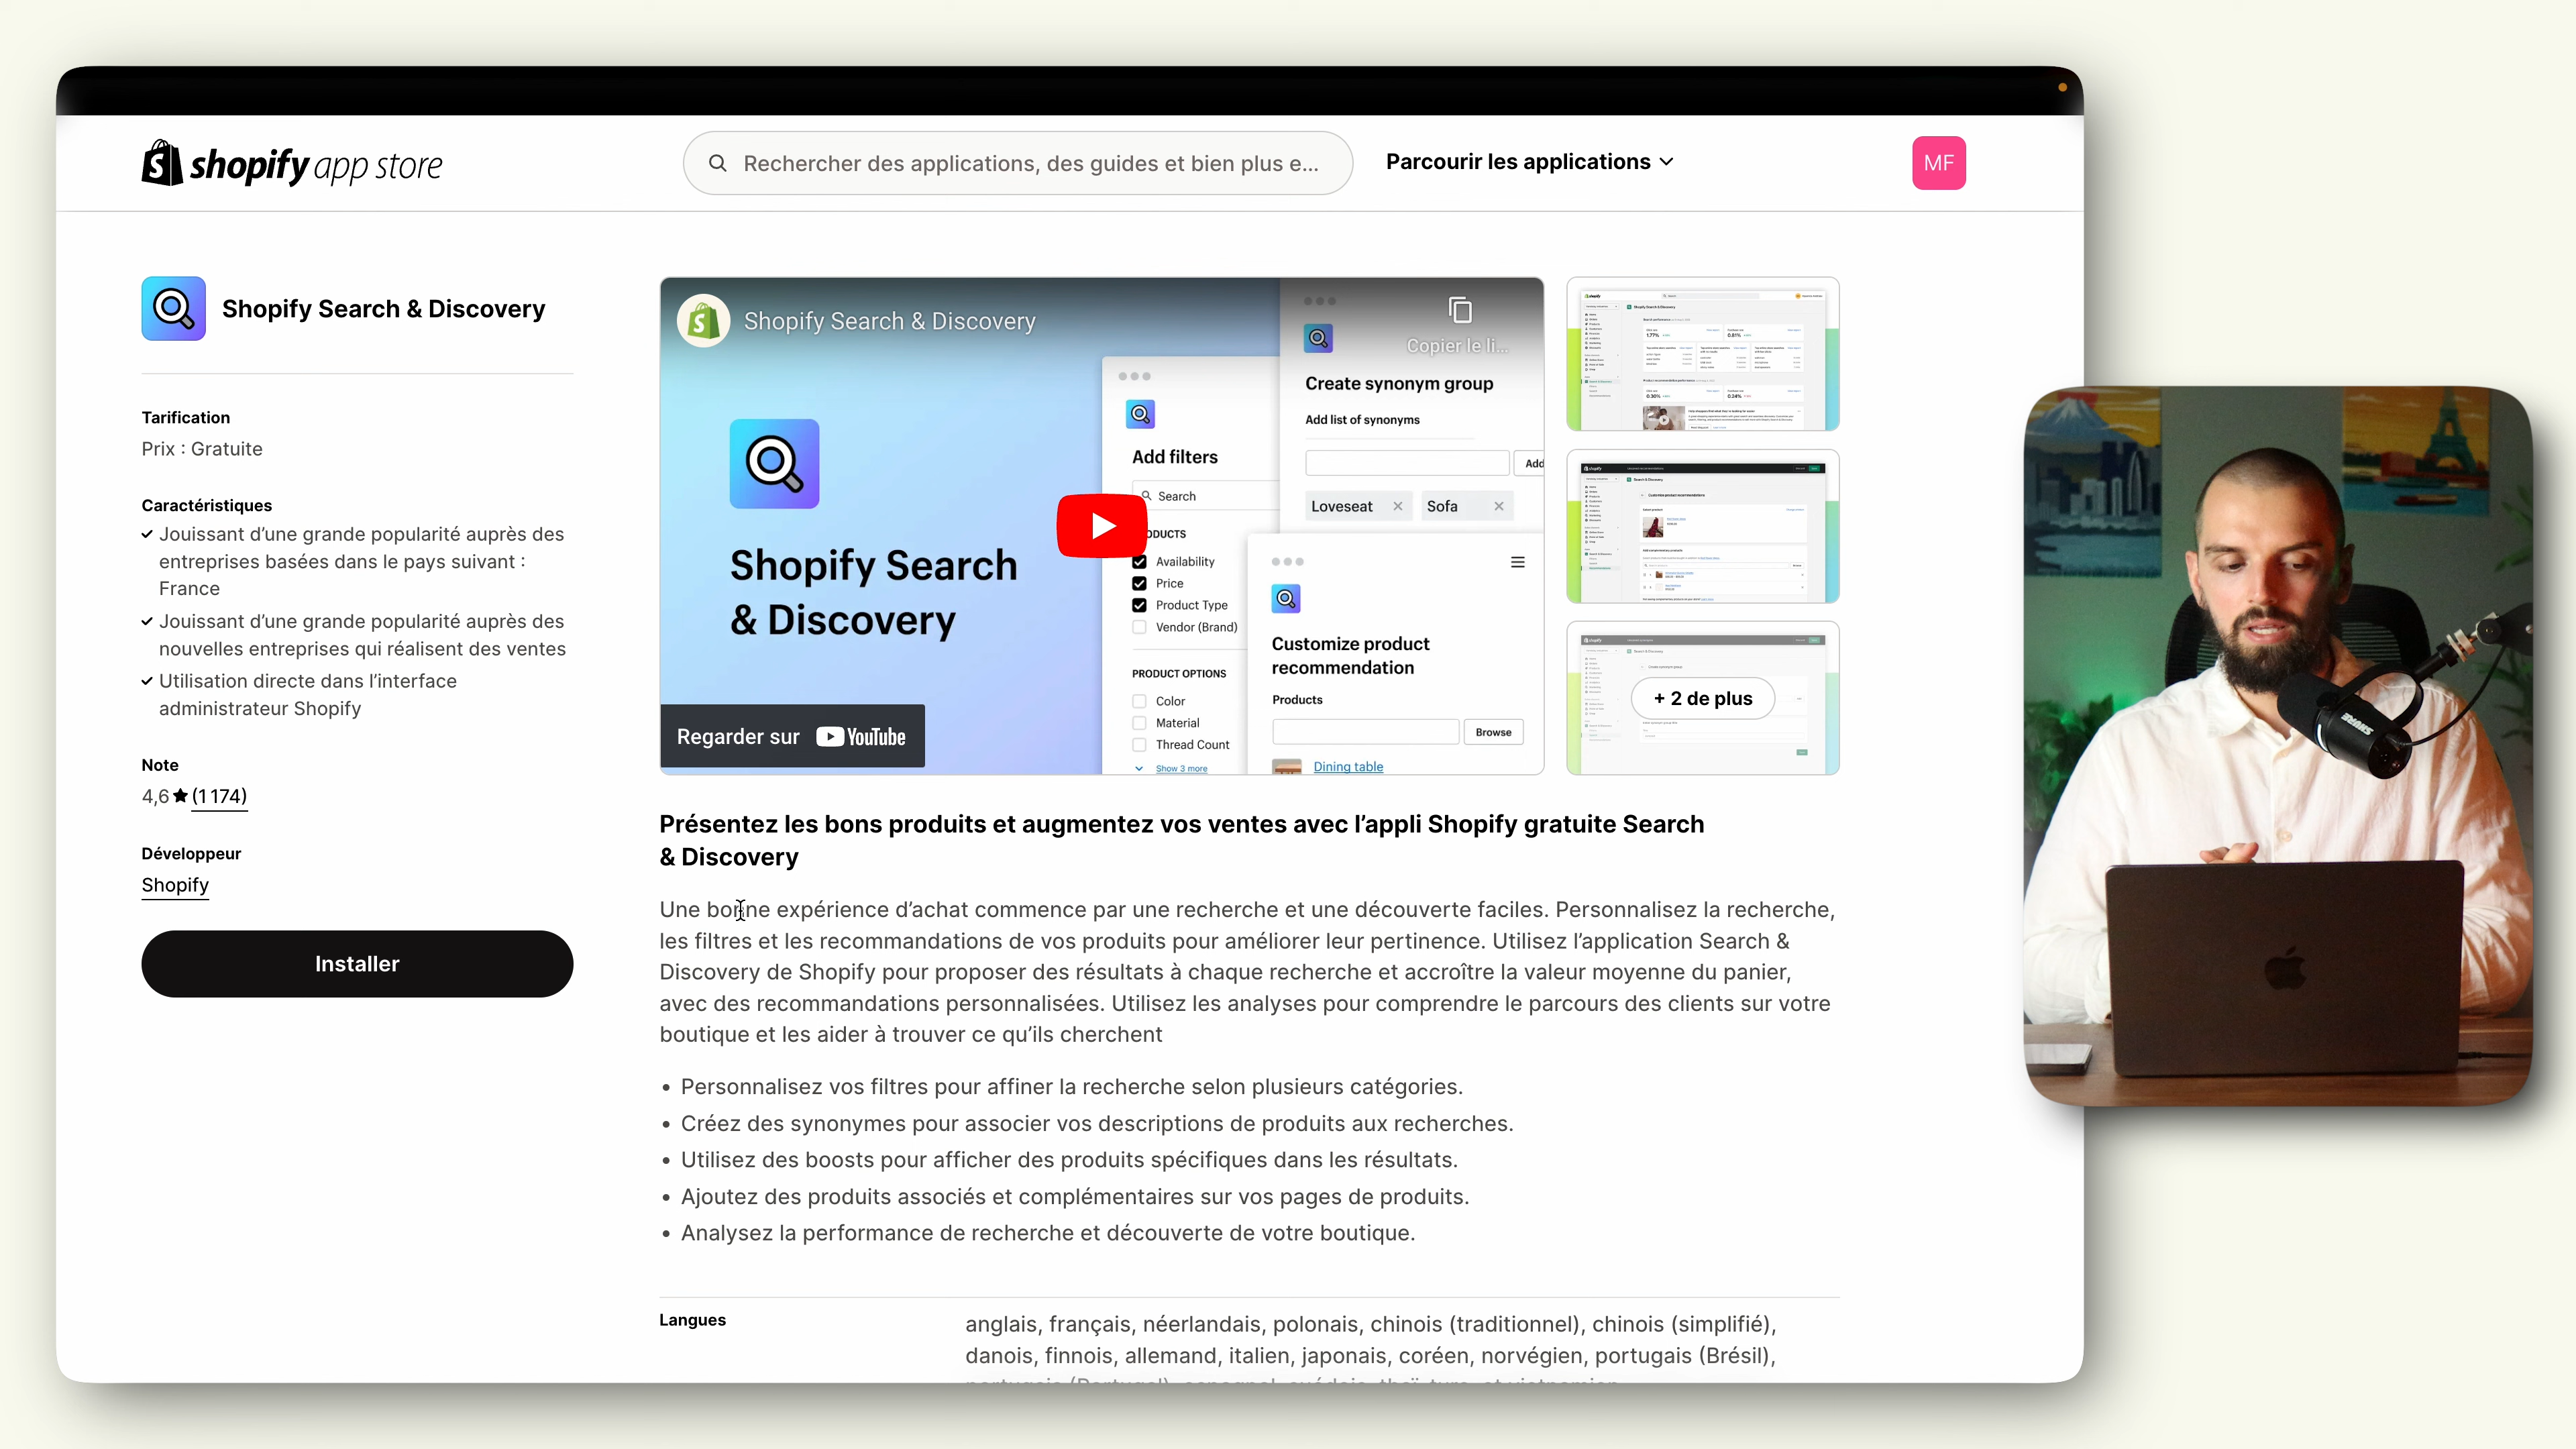 shopify app store
Rechercher des applications, des guides et bien plus e...
Parcourir les applications
MF
Shopify Search & Discovery
Tarification
Prix : Gratuite
Caractéristiques
Jouissant d’une grande popularité auprès des
entreprises basées dans le pays suivant :
France
Jouissant d’une grande popularité auprès des
nouvelles entreprises qui réalisent des ventes
Utilisation directe dans l’interface
administrateur Shopify
Note
4,6 (1 174)
Développeur
Shopify
Installer
Shopify Search & Discovery
Copier le li...
Shopify Search
& Discovery
Regarder sur YouTube
Add filters
Search
DUCTS
Availability
Price
Product Type
Vendor (Brand)
PRODUCT OPTIONS
Color
Material
Thread Count
Show 3 more
Create synonym group
Add list of synonyms
Add
Loveseat
Sofa
Customize product
recommendation
Products
Browse
Dining table
+ 2 de plus
Présentez les bons produits et augmentez vos ventes avec l’appli Shopify gratuite Search
& Discovery
Une bonne expérience d’achat commence par une recherche et une découverte faciles. Personnalisez la recherche,
les filtres et les recommandations de vos produits pour améliorer leur pertinence. Utilisez l’application Search &
Discovery de Shopify pour proposer des résultats à chaque recherche et accroître la valeur moyenne du panier,
avec des recommandations personnalisées. Utilisez les analyses pour comprendre le parcours des clients sur votre
boutique et les aider à trouver ce qu’ils cherchent
• Personnalisez vos filtres pour affiner la recherche selon plusieurs catégories.
• Créez des synonymes pour associer vos descriptions de produits aux recherches.
• Utilisez des boosts pour afficher des produits spécifiques dans les résultats.
• Ajoutez des produits associés et complémentaires sur vos pages de produits.
• Analysez la performance de recherche et découverte de votre boutique.
Langues
anglais, français, néerlandais, polonais, chinois (traditionnel), chinois (simplifié),
danois, finnois, allemand, italien, japonais, coréen, norvégien, portugais (Brésil),
SHURE